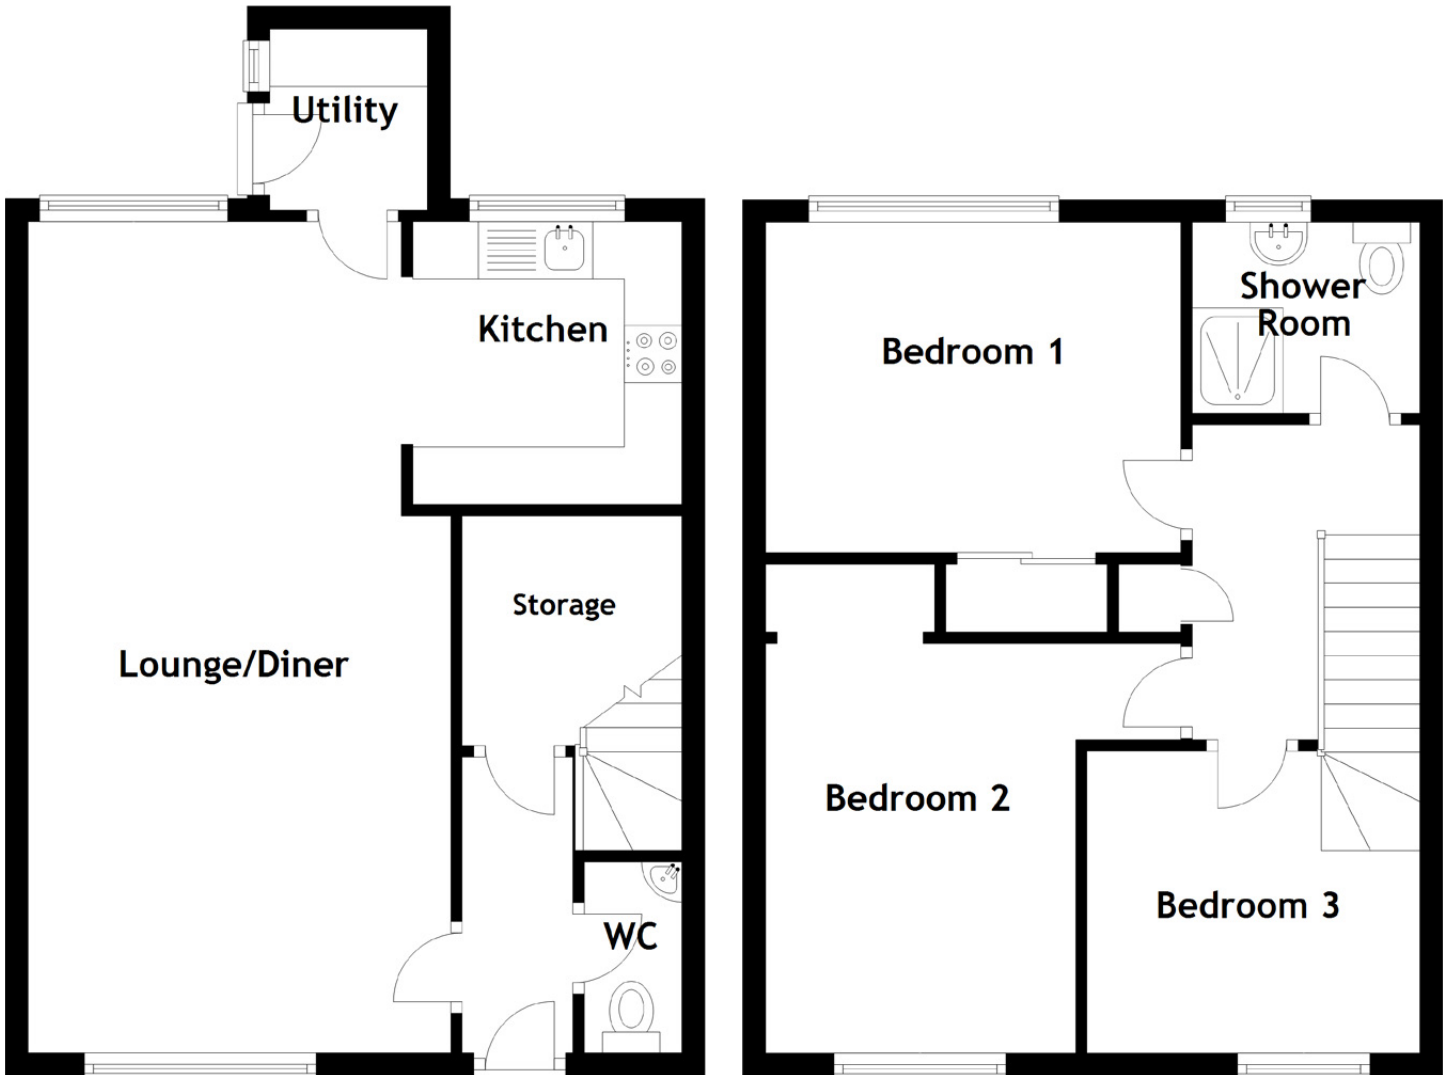 Utility
Kitchen
Storage
Lounge/Diner
WC
Shower
Room
Bedroom 1
Bedroom 2
Bedroom 3